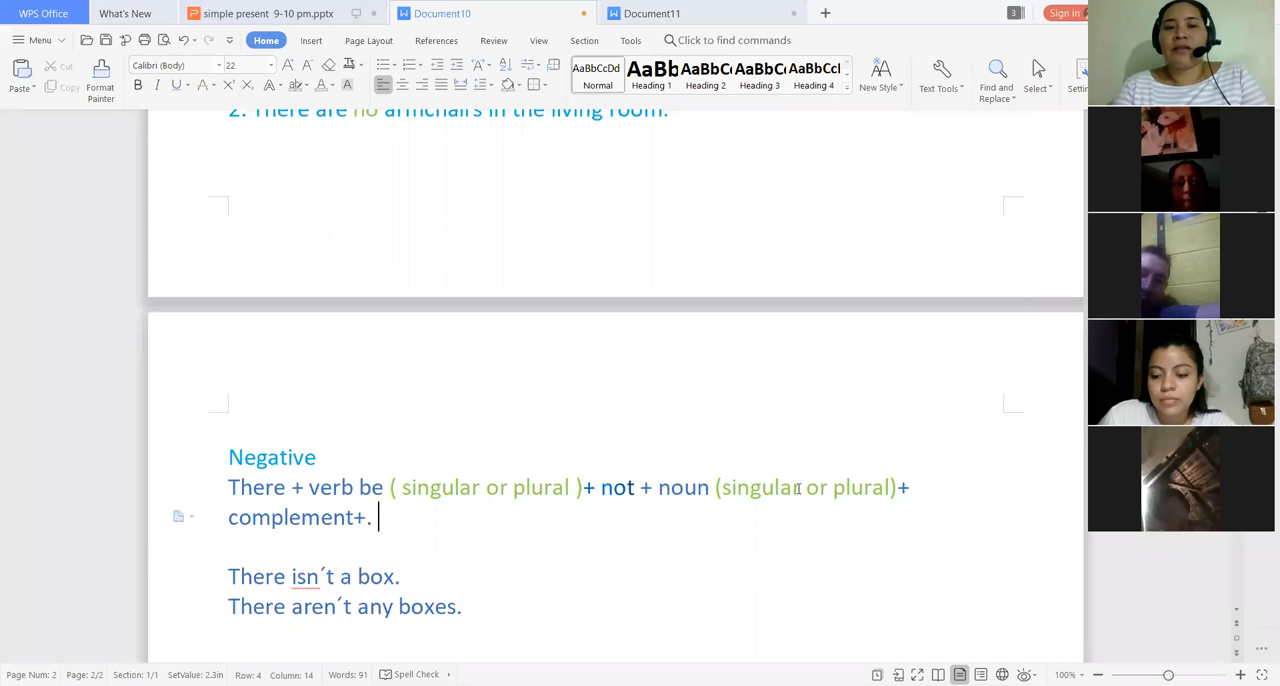 WPS Office
What's New
simple present 9-10 pm.pptx
Document10
Document11
3
Sign in
Menu
Home
Insert
Page Layout
References
Review
View
Section
Tools
Click to find commands
Paste
Cut
Copy
Format
Painter
Calibri (Body)
22
AaBbCcDd
Normal
AaBb
Heading 1
AaBbC
Heading 2
AaBbC
Heading 3
AaBbCcl
Heading 4
New Style
Text Tools
Find and
Replace
Select
2. There are no armchairs in the living room.
Negative
There + verb be ( singular or plural )+ not + noun (singular or plural)+
complement+.
There isn´t a box.
There aren´t any boxes.
Page Num: 2 Page: 2/2 Section: 1/1 SetValue: 2.3in Row: 4 Column: 14 Words: 91 Spell Check 100%